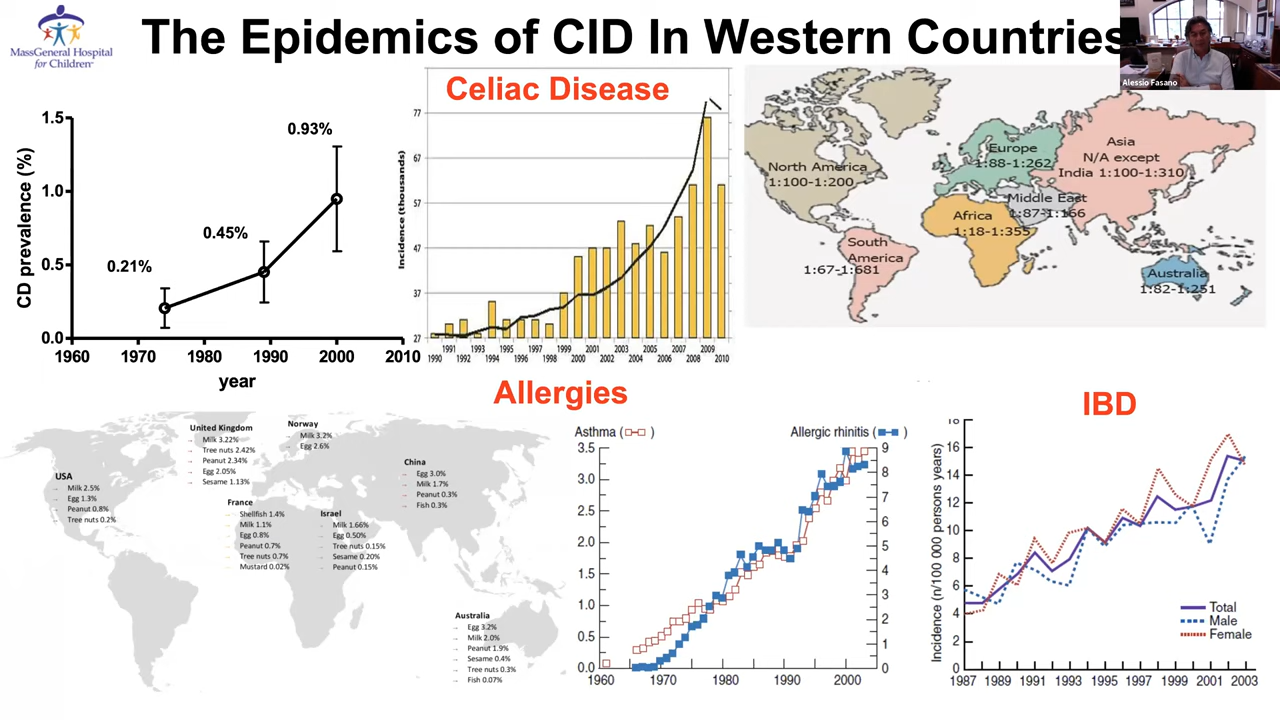 MassGeneral Hospital
for Children
The Epidemics of CID In Western Countries
Alessio Fasano
CD prevalence (%)
1.5
1.0
0.5
0.0
0.21%
0.45%
0.93%
1960 1970 1980 1990 2000 2010
year
Celiac Disease
Incidence (thousands)
77
67
57
47
37
27
1991 1993 1995 1997 1999 2001 2003 2005 2007 2009
1990 1992 1994 1996 1998 2000 2002 2004 2006 2008 2010
North America
1:100-1:200
South
America
1:67-1:681
Europe
1:88-1:262
Africa
1:18-1:355
Middle East
1:87-1:166
Asia
N/A except
India 1:100-1:310
Australia
1:82-1:251
Allergies
USA
Milk 2.5%
Egg 1.3%
Peanut 0.8%
Tree nuts 0.2%
United Kingdom
Milk 3.22%
Tree nuts 2.42%
Peanut 2.34%
Egg 2.05%
Sesame 1.13%
Norway
Milk 3.2%
Egg 2.6%
France
Shellfish 1.4%
Milk 1.1%
Egg 0.8%
Peanut 0.7%
Tree nuts 0.7%
Mustard 0.02%
Israel
Milk 1.66%
Egg 0.50%
Tree nuts 0.15%
Sesame 0.20%
Peanut 0.15%
China
Egg 3.0%
Milk 1.7%
Peanut 0.3%
Fish 0.3%
Australia
Egg 3.2%
Milk 2.0%
Peanut 1.9%
Sesame 0.4%
Tree nuts 0.3%
Fish 0.07%
Asthma ( )
Allergic rhinitis ( )
3.5
3.0
2.5
2.0
1.5
1.0
0.5
0.0
9
8
7
6
5
4
3
2
1
0
1960 1970 1980 1990 2000
IBD
Incidence (n/100 000 persons years)
18
16
14
12
10
8
6
4
2
0
Total
Male
Female
1987 1989 1991 1993 1995 1997 1999 2001 2003